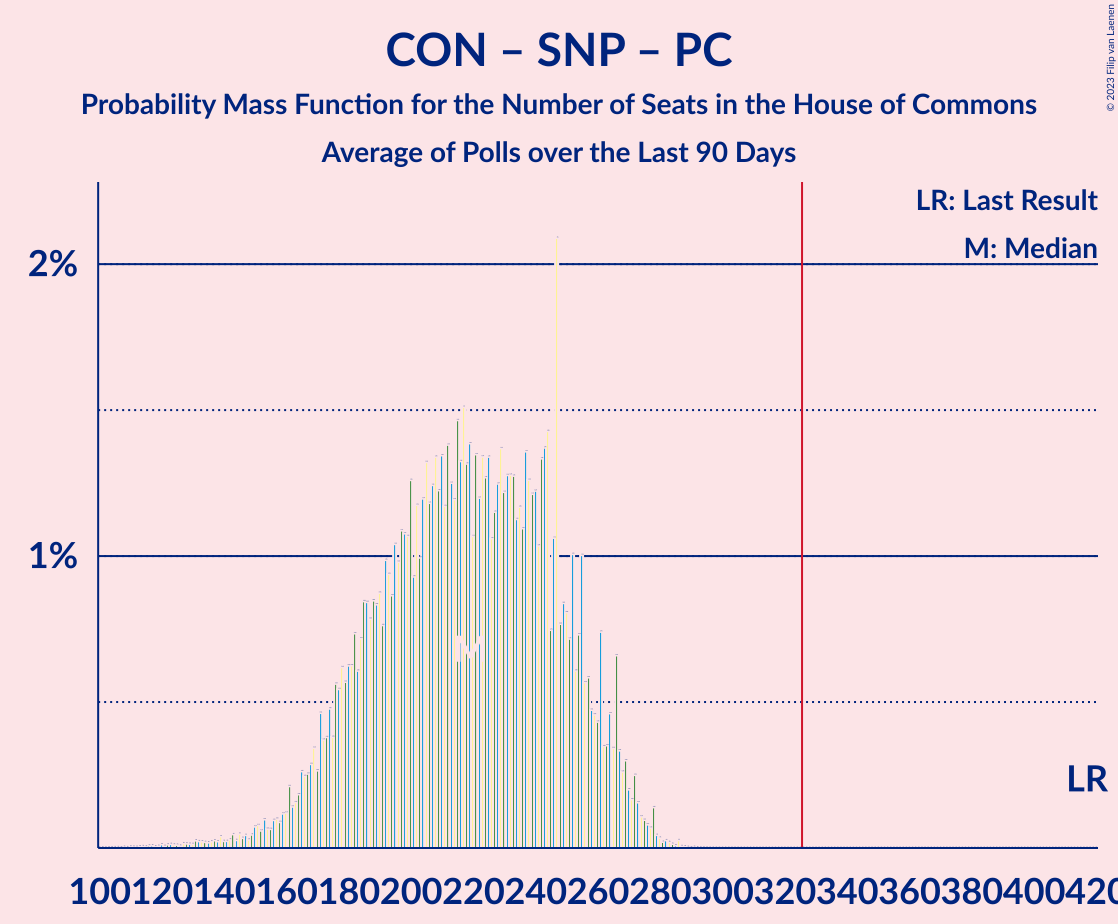 CON – SNP – PC
Probability Mass Function for the Number of Seats in the House of Commons
Average of Polls over the Last 90 Days
© 2023 Filip van Laenen
LR: Last Result
M: Median
2%
1%
M
LR
100 120 140 160 180 200 220 240 260 280 300 320 340 360 380 400 420